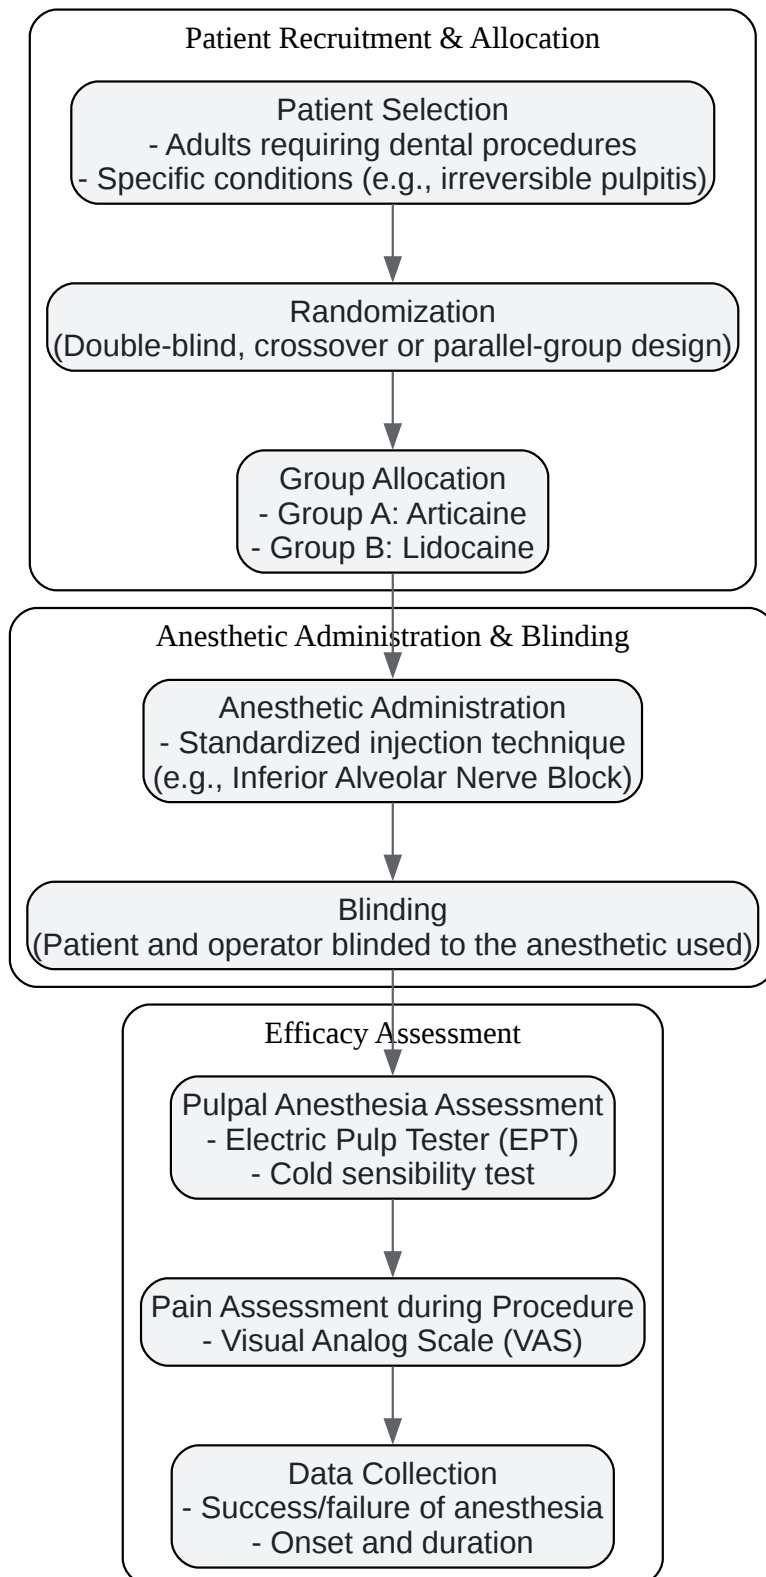 Patient Recruitment & Allocation
Patient Selection
- Adults requiring dental procedures
- Specific conditions (e.g., irreversible pulpitis)
Randomization
(Double-blind, crossover or parallel-group design)
Group Allocation
- Group A: Articaine
- Group B: Lidocaine
Anesthetic Administration & Blinding
Anesthetic Administration
- Standardized injection technique
(e.g., Inferior Alveolar Nerve Block)
Blinding
(Patient and operator blinded to the anesthetic used)
Efficacy Assessment
Pulpal Anesthesia Assessment
- Electric Pulp Tester (EPT)
- Cold sensibility test
Pain Assessment during Procedure
- Visual Analog Scale (VAS)
Data Collection
- Success/failure of anesthesia
- Onset and duration